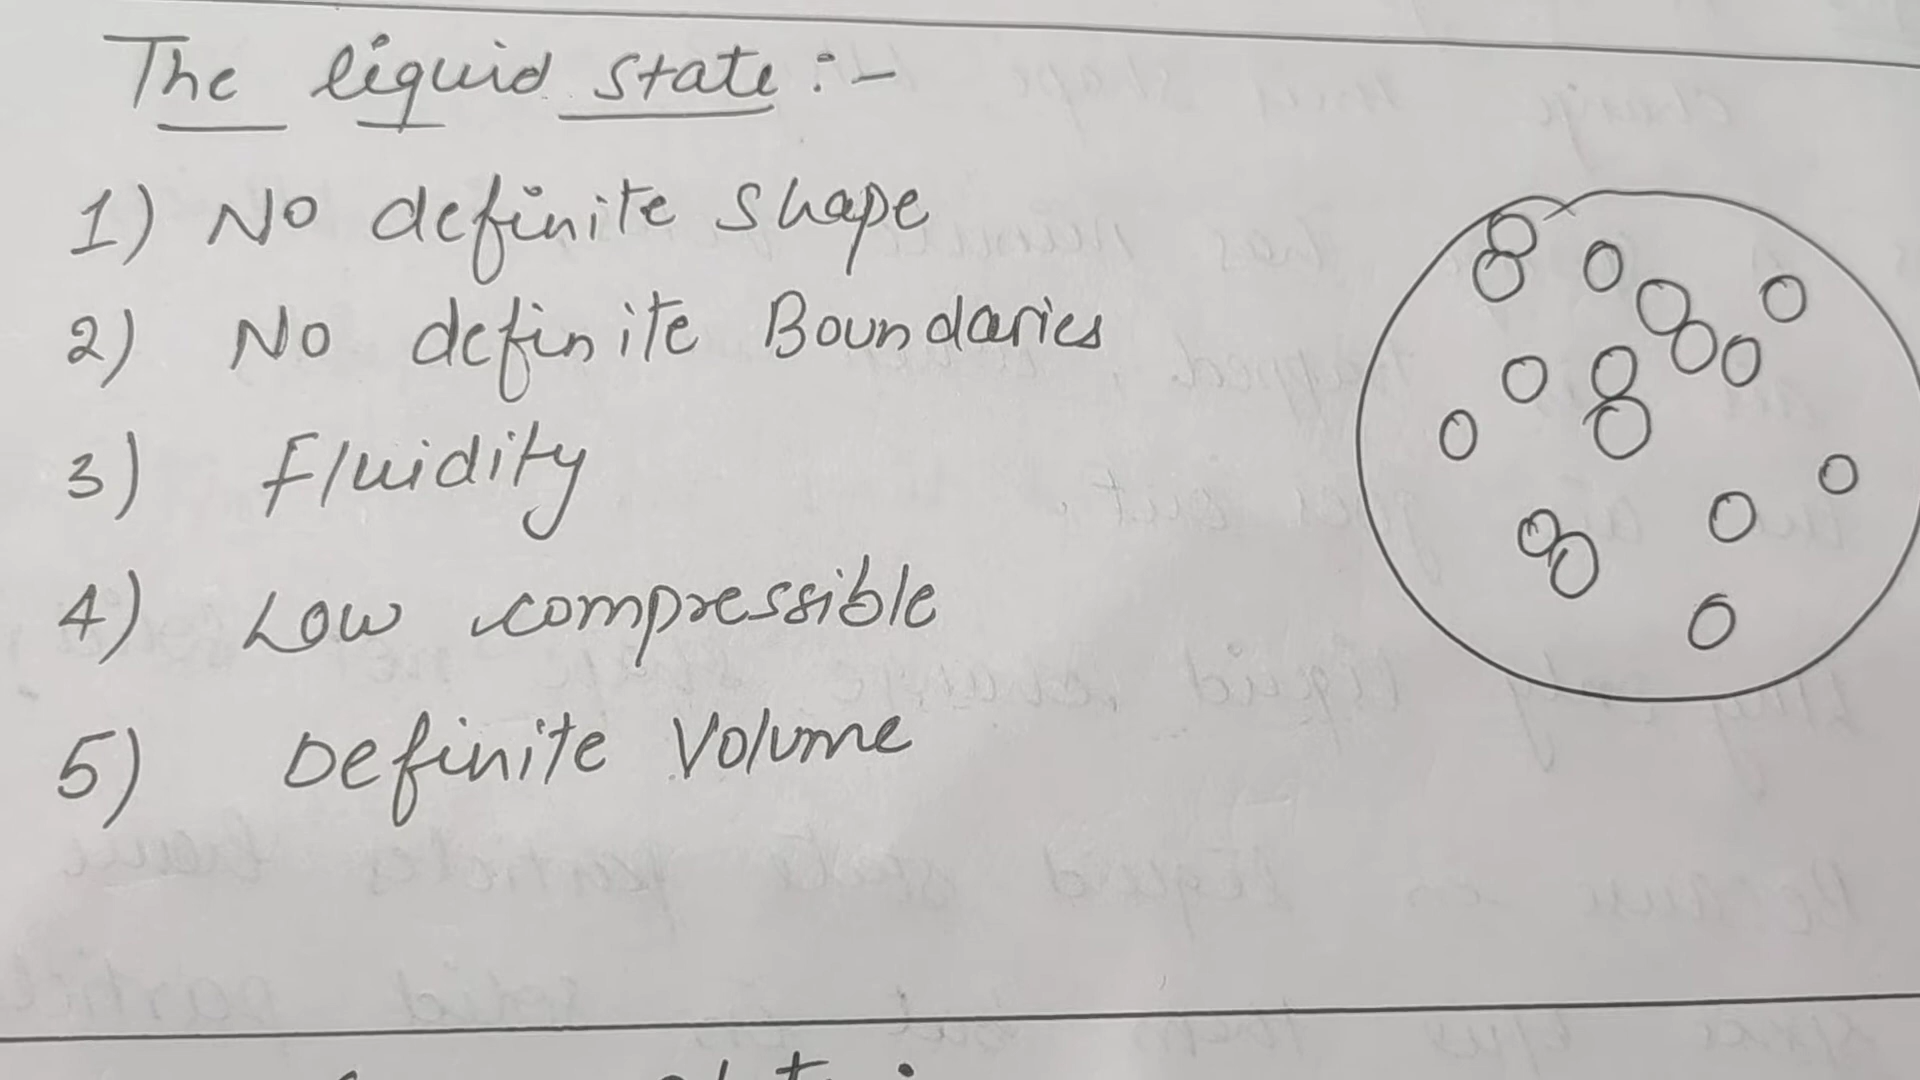 The liquid state :-
1) No definite shape
2) No definite Boundaries
3) Fluidity
4) Low compressible
5) Definite Volume